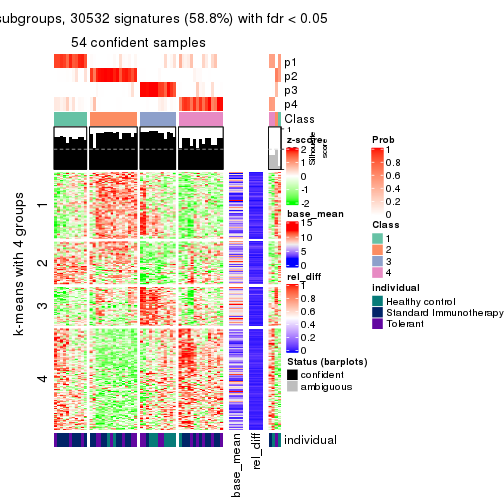 subgroups, 30532 signatures (58.8%) with fdr < 0.05
54 confident samples
p1
p2
p3
p4
Class
1
Silhouette
score
z-score
2
1
0
-1
-2
base_mean
15
10
5
0
rel_diff
1
0.8
0.6
0.4
0.2
0
Status (barplots)
confident
ambiguous
Prob
1
0.8
0.6
0.4
0.2
0
Class
1
2
3
4
individual
Healthy control
Standard Immunotherapy
Tolerant
k-means with 4 groups
1
2
3
4
individual
base_mean
rel_diff